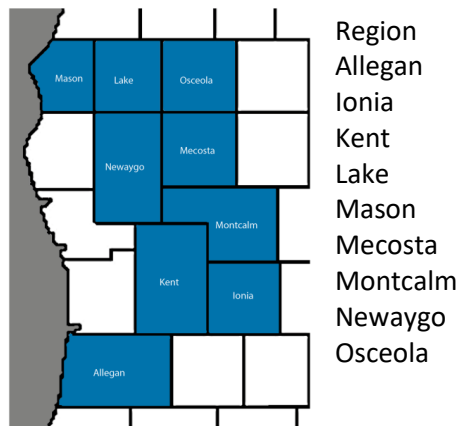 Mason Lake Osceola
Newaygo Mecosta
Montcalm
Kent Ionia
Allegan
Region
Allegan
Ionia
Kent
Lake
Mason
Mecosta
Montcalm
Newaygo
Osceola